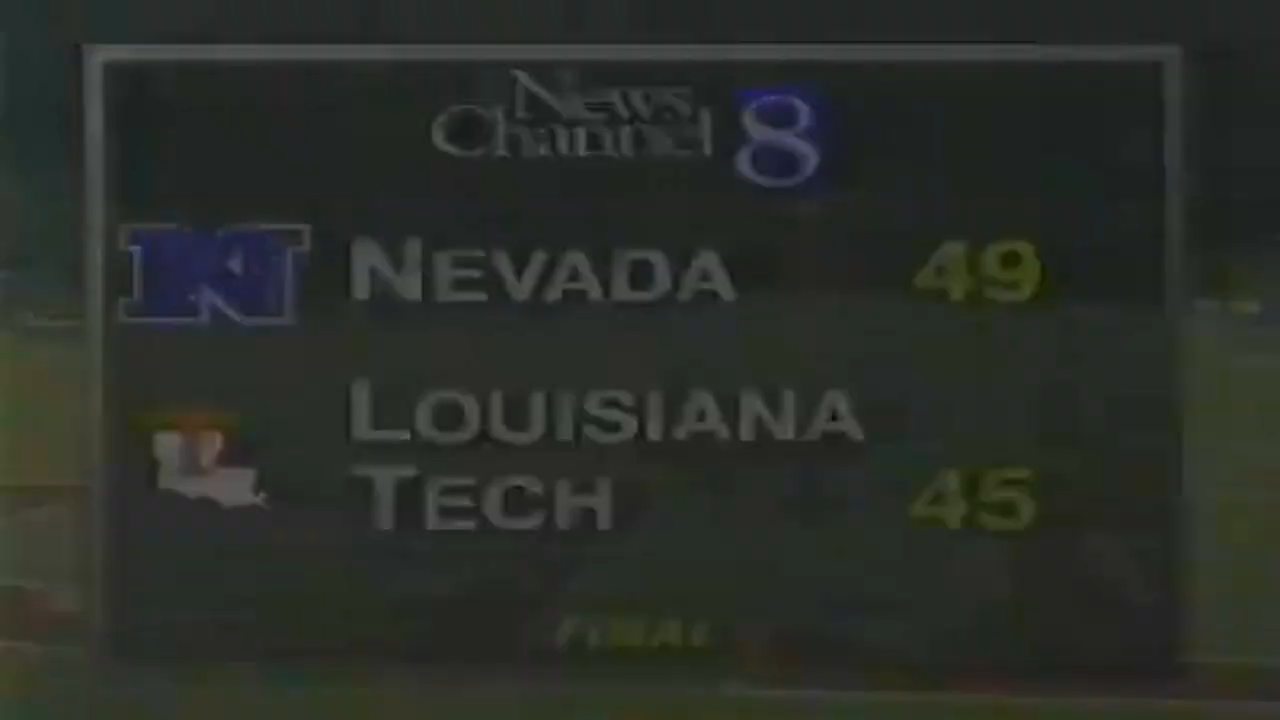 News
Channel 8
NEVADA 49
LOUISIANA
TECH 45
FINAL